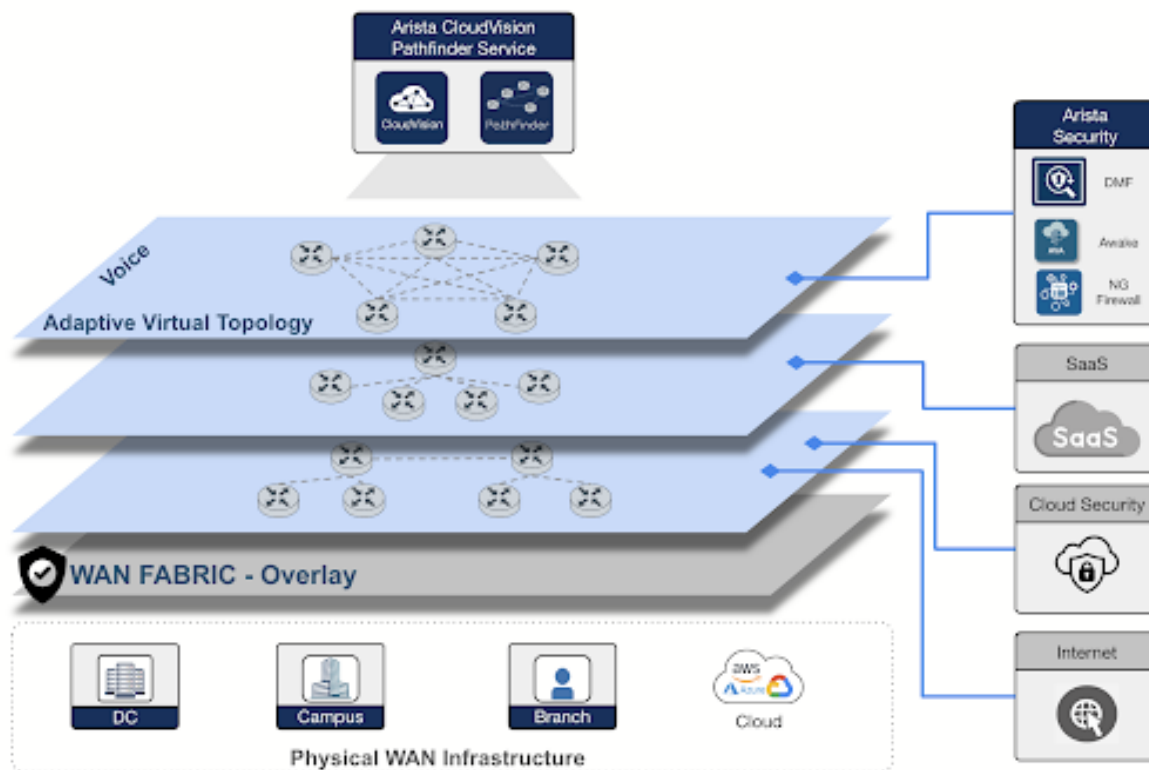 Arista CloudVision
Pathfinder Service
CloudVision
Pathfinder
Voice
Adaptive Virtual Topology
WAN FABRIC - Overlay
DC
Campus
Branch
aws
Azure
Cloud
Physical WAN Infrastructure
Arista
Security
DMF
Awake
NG
Firewall
SaaS
SaaS
Cloud Security
Internet